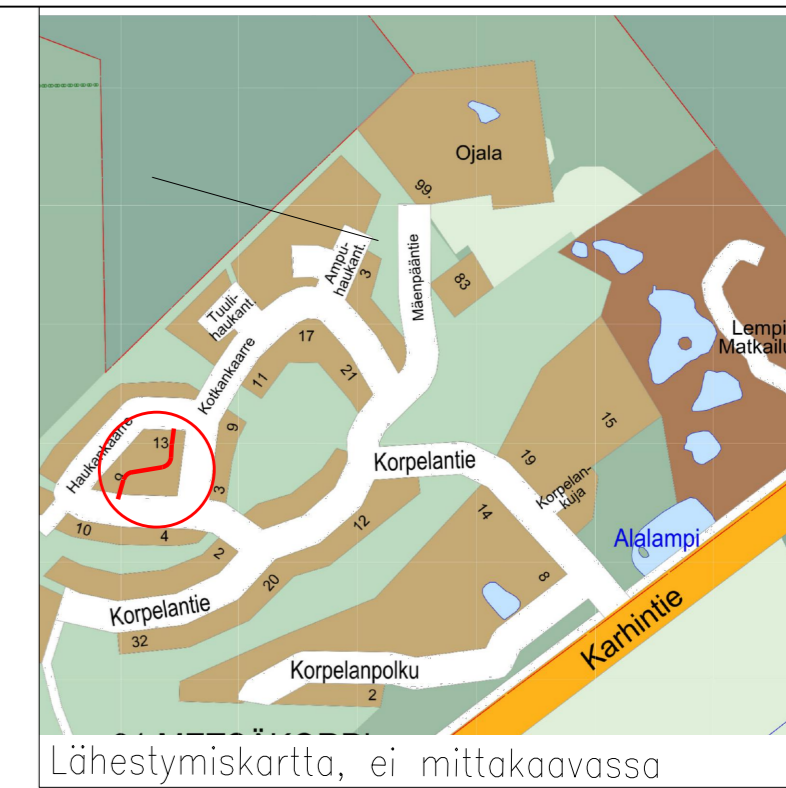 Ojala
99.
Ampu-
haukant.
3
Mäenpääntie
83
Tuuli-
haukant.
Lempi
Matkailu
17
Kotkankaarre
11
21
Haukankaarre
13
9
9
3
15
19
Korpelantie
Korpelan-
kuja
10
4
2
12
14
Alalampi
20
8
Korpelantie
32
Karhintie
Korpelanpolku
2
Lähestymiskartta, ei mittakaavassa